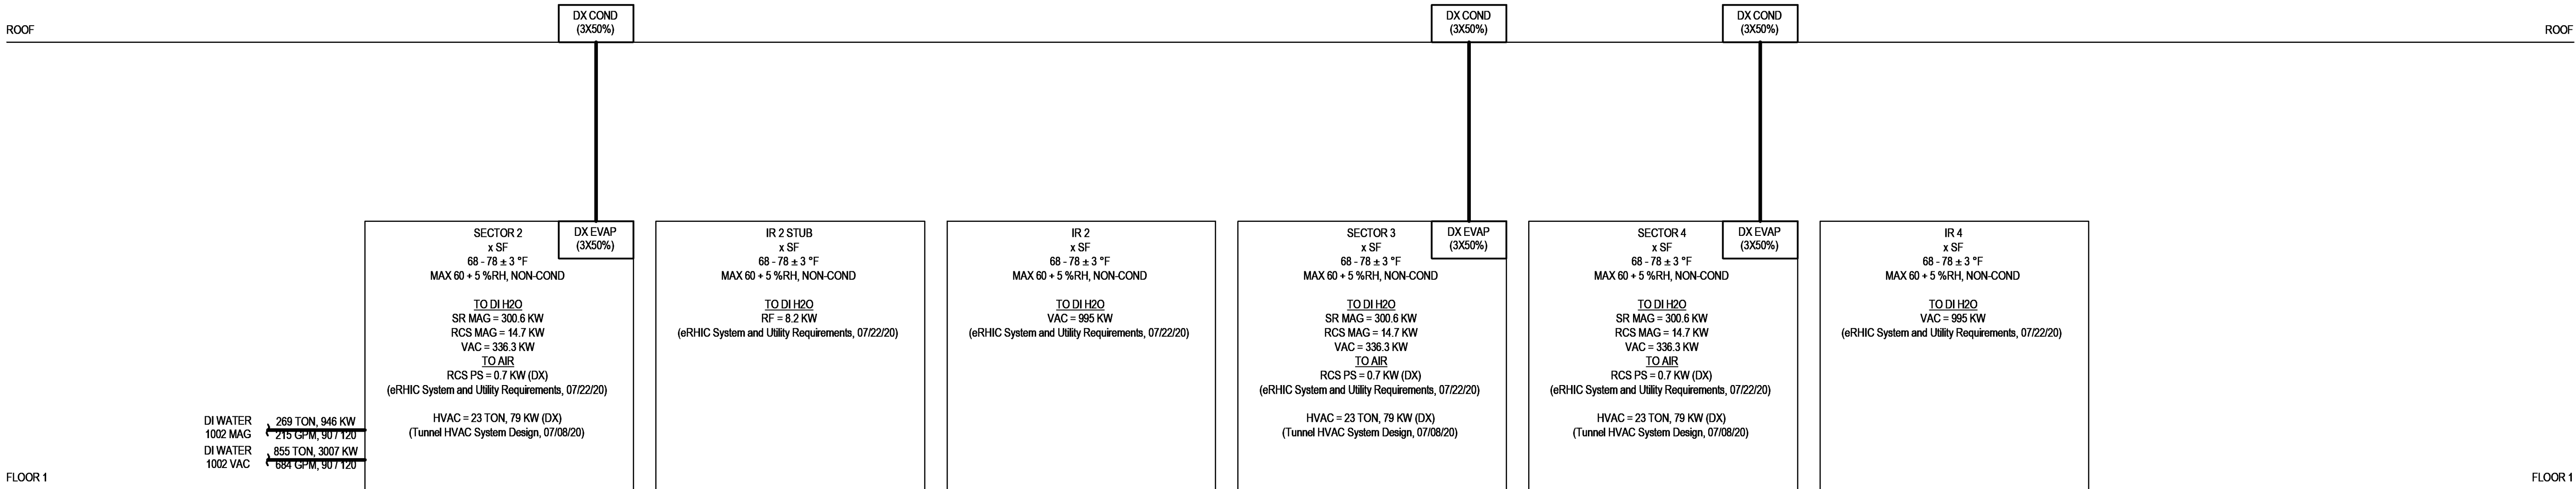 DX COND
(3X50%)
DX COND
(3X50%)
DX COND
(3X50%)
ROOF
ROOF
SECTOR 2
x SF
68 - 78 ± 3 °F
MAX 60 + 5 %RH, NON-COND
TO DI H2O
SR MAG = 300.6 KW
RCS MAG = 14.7 KW
VAC = 336.3 KW
TO AIR
RCS PS = 0.7 KW (DX)
(eRHIC System and Utility Requirements, 07/22/20)
HVAC = 23 TON, 79 KW (DX)
(Tunnel HVAC System Design, 07/08/20)
DX EVAP
(3X50%)
IR 2 STUB
x SF
68 - 78 ± 3 °F
MAX 60 + 5 %RH, NON-COND
TO DI H2O
RF = 8.2 KW
(eRHIC System and Utility Requirements, 07/22/20)
IR 2
x SF
68 - 78 ± 3 °F
MAX 60 + 5 %RH, NON-COND
TO DI H2O
VAC = 995 KW
(eRHIC System and Utility Requirements, 07/22/20)
SECTOR 3
x SF
68 - 78 ± 3 °F
MAX 60 + 5 %RH, NON-COND
TO DI H2O
SR MAG = 300.6 KW
RCS MAG = 14.7 KW
VAC = 336.3 KW
TO AIR
RCS PS = 0.7 KW (DX)
(eRHIC System and Utility Requirements, 07/22/20)
HVAC = 23 TON, 79 KW (DX)
(Tunnel HVAC System Design, 07/08/20)
DX EVAP
(3X50%)
SECTOR 4
x SF
68 - 78 ± 3 °F
MAX 60 + 5 %RH, NON-COND
TO DI H2O
SR MAG = 300.6 KW
RCS MAG = 14.7 KW
VAC = 336.3 KW
TO AIR
RCS PS = 0.7 KW (DX)
(eRHIC System and Utility Requirements, 07/22/20)
HVAC = 23 TON, 79 KW (DX)
(Tunnel HVAC System Design, 07/08/20)
DX EVAP
(3X50%)
IR 4
x SF
68 - 78 ± 3 °F
MAX 60 + 5 %RH, NON-COND
TO DI H2O
VAC = 995 KW
(eRHIC System and Utility Requirements, 07/22/20)
DI WATER
1002 MAG
269 TON, 946 KW
215 GPM, 90 / 120
DI WATER
1002 VAC
855 TON, 3007 KW
684 GPM, 90 / 120
FLOOR 1
FLOOR 1